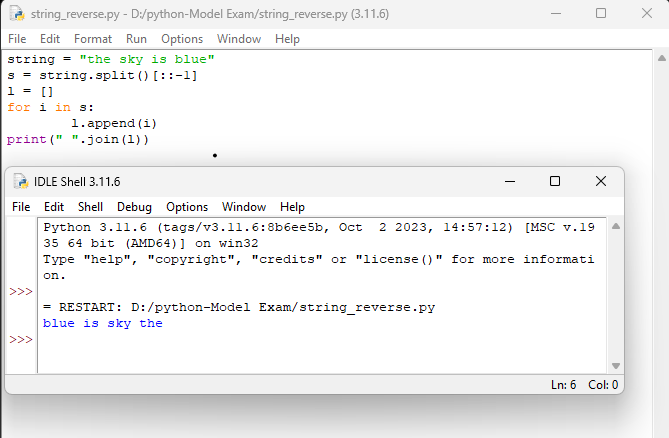 string_reverse.py - D:/python-Model Exam/string_reverse.py (3.11.6)
File Edit Format Run Options Window Help
string = "the sky is blue"
s = string.split()[::-1]
l = []
for i in s:
        l.append(i)
print(" ".join(l))
IDLE Shell 3.11.6
File Edit Shell Debug Options Window Help
Python 3.11.6 (tags/v3.11.6:8b6ee5b, Oct  2 2023, 14:57:12) [MSC v.19
35 64 bit (AMD64)] on win32
Type "help", "copyright", "credits" or "license()" for more informati
on.
>>>
= RESTART: D:/python-Model Exam/string_reverse.py
blue is sky the
>>>
Ln: 6 Col: 0